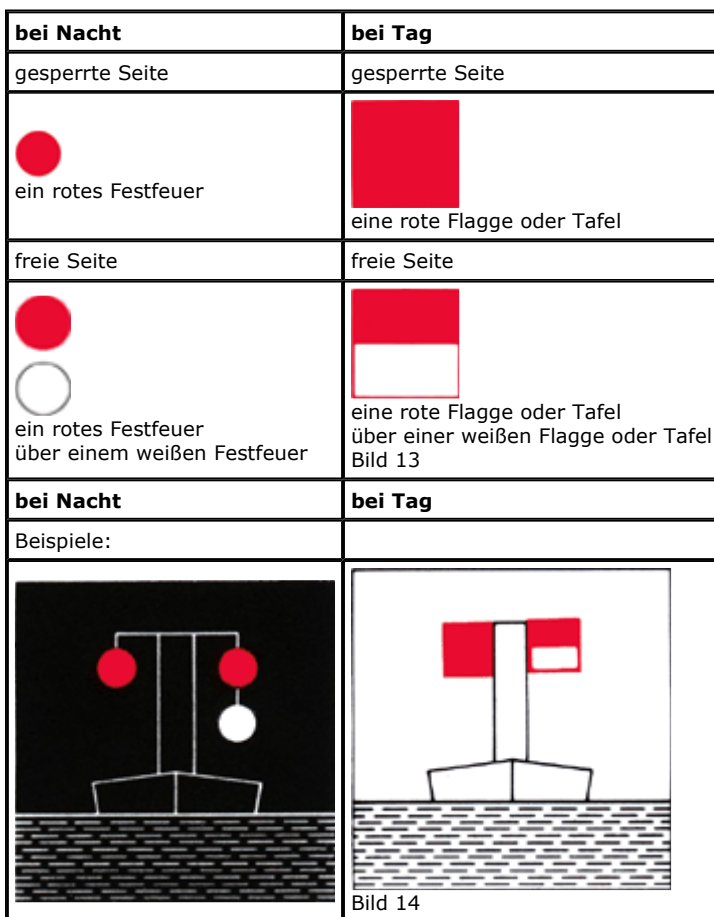 bei Nacht
bei Tag
gesperrte Seite
gesperrte Seite
ein rotes Festfeuer
eine rote Flagge oder Tafel
freie Seite
freie Seite
ein rotes Festfeuer
über einem weißen Festfeuer
eine rote Flagge oder Tafel
über einer weißen Flagge oder Tafel
Bild 13
bei Nacht
bei Tag
Beispiele:
Bild 14